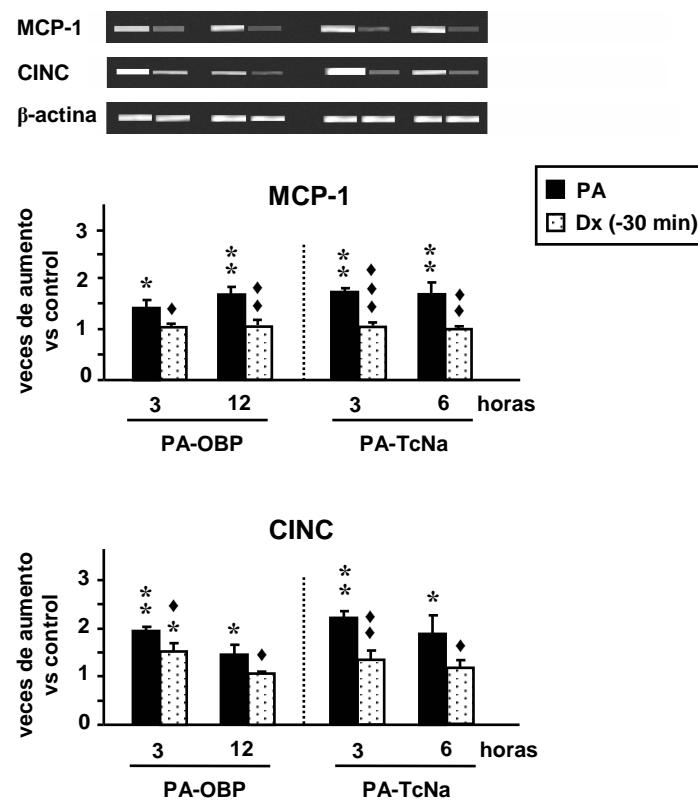 MCP-1
CINC
β-actina
PA
Dx (-30 min)
MCP-1
veces de aumento
vs control
3
2
1
0
*
♦
*
*
♦
♦
*
*
♦
♦
♦
*
*
♦
♦
3 12 3 6 horas
PA-OBP PA-TcNa
CINC
veces de aumento
vs control
3
2
1
0
*
*
♦
*
*
♦
*
*
♦
♦
*
♦
3 12 3 6 horas
PA-OBP PA-TcNa